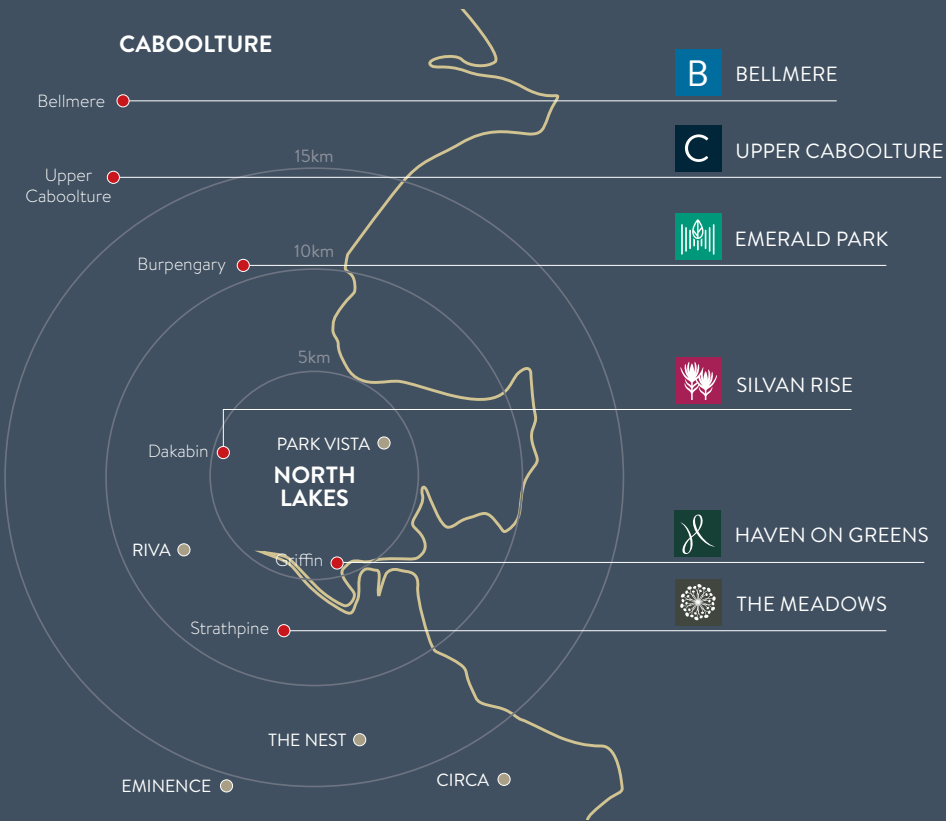 CABOOLTURE
B
BELLMERE
Bellmere
C
UPPER CABOOLTURE
15km
Upper
Caboolture
EMERALD PARK
10km
Burpengary
5km
SILVAN RISE
PARK VISTA
Dakabin
NORTH
LAKES
HAVEN ON GREENS
RIVA
Griffin
THE MEADOWS
Strathpine
THE NEST
CIRCA
EMINENCE